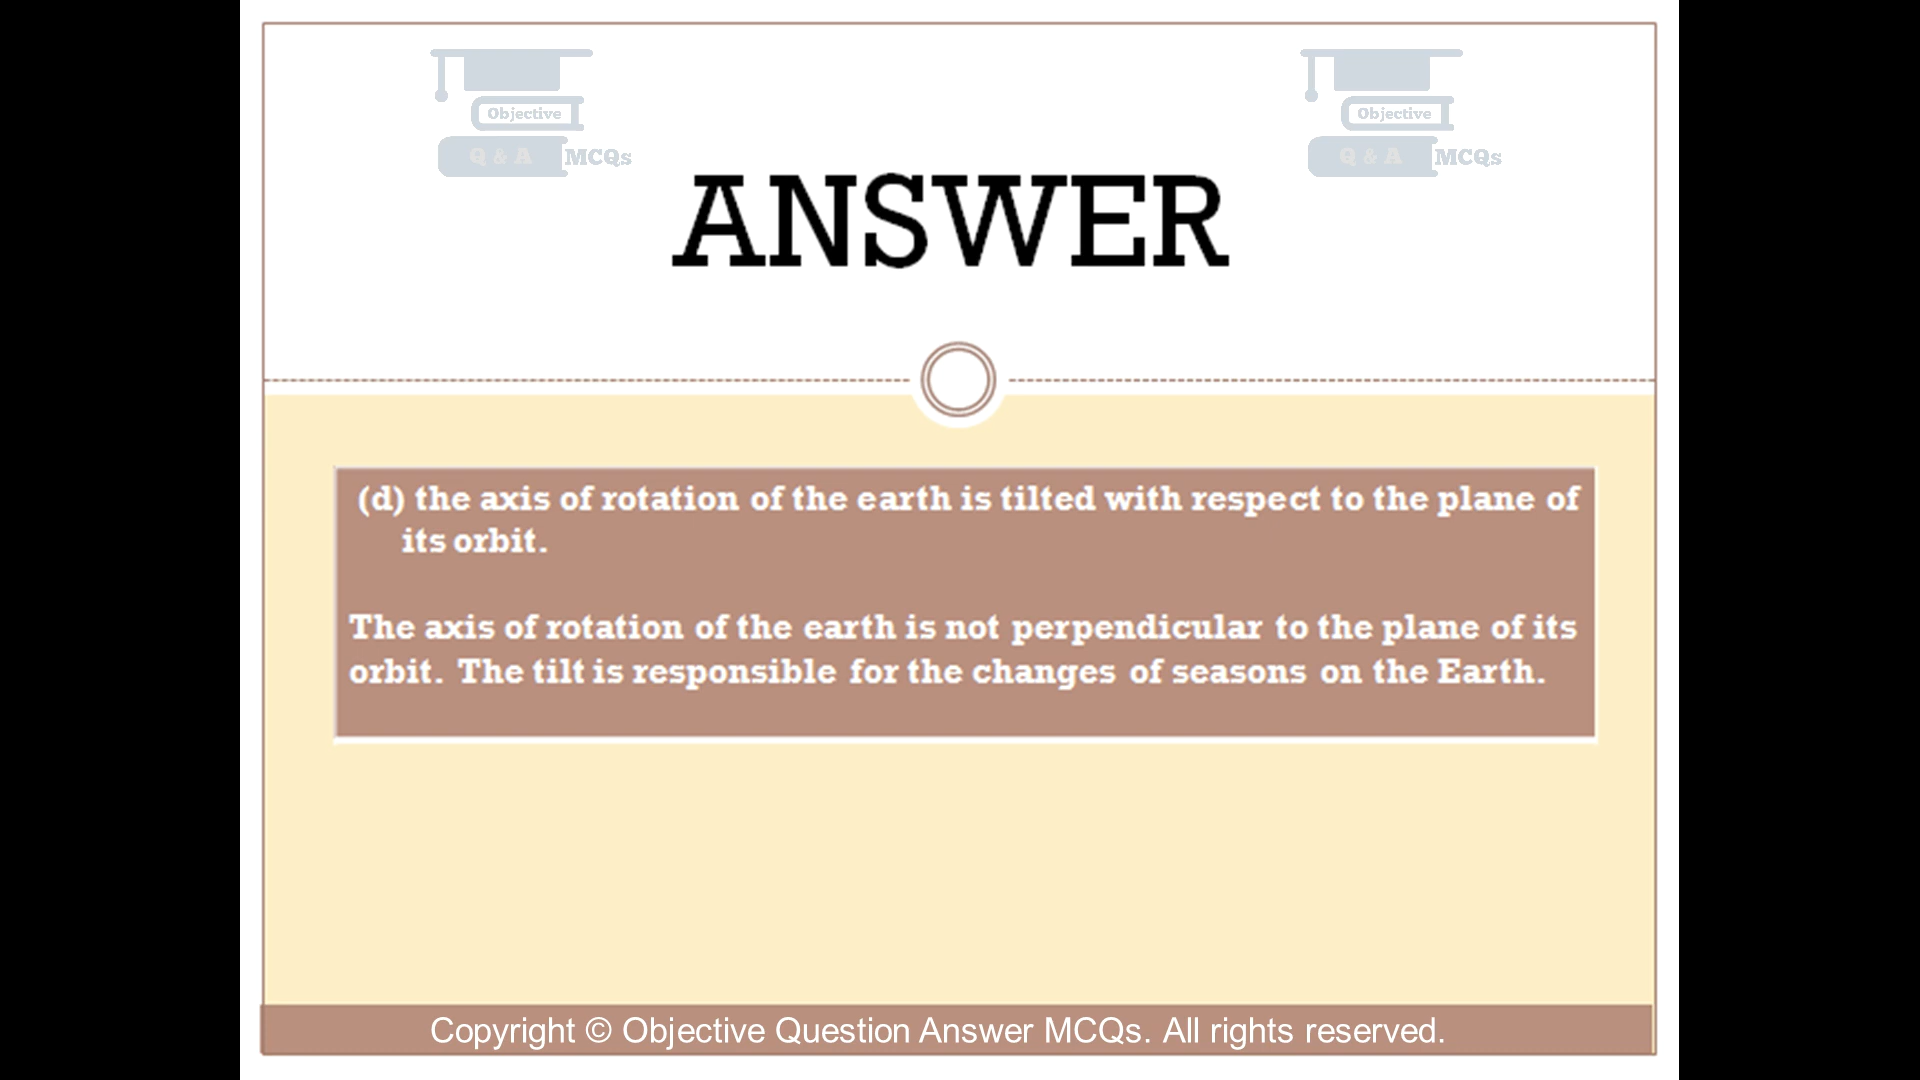 Objective
Q & A MCQs
Objective
Q & A MCQs
ANSWER
(d) the axis of rotation of the earth is tilted with respect to the plane of
its orbit.
The axis of rotation of the earth is not perpendicular to the plane of its
orbit. The tilt is responsible for the changes of seasons on the Earth.
Copyright © Objective Question Answer MCQs. All rights reserved.